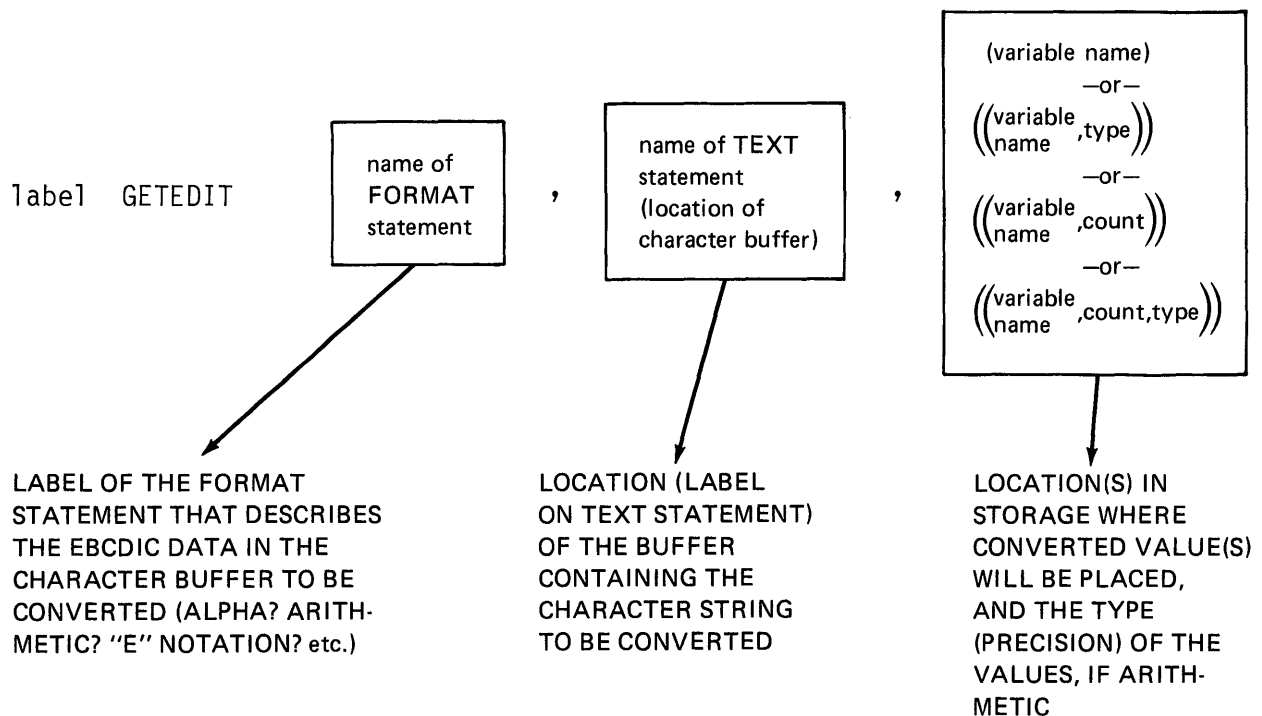 label GETEDIT
name of
FORMAT
statement
,
name of TEXT
statement
(location of
character buffer)
,
(variable name)
—or—
((variable
name ,type))
—or—
((variable
name ,count))
—or—
((variable
name ,count,type))
LABEL OF THE FORMAT
STATEMENT THAT DESCRIBES
THE EBCDIC DATA IN THE
CHARACTER BUFFER TO BE
CONVERTED (ALPHA? ARITH-
METIC? "E" NOTATION? etc.)
LOCATION (LABEL
ON TEXT STATEMENT)
OF THE BUFFER
CONTAINING THE
CHARACTER STRING
TO BE CONVERTED
LOCATION(S) IN
STORAGE WHERE
CONVERTED VALUE(S)
WILL BE PLACED,
AND THE TYPE
(PRECISION) OF THE
VALUES, IF ARITH-
METIC